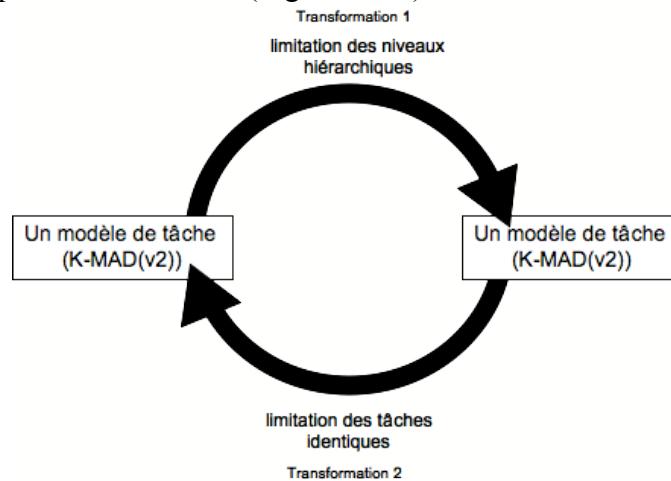 Transformation 1
limitation des niveaux
hiérarchiques
Un modèle de tâche
(K-MAD(v2))
Un modèle de tâche
(K-MAD(v2))
limitation des tâches
identiques
Transformation 2